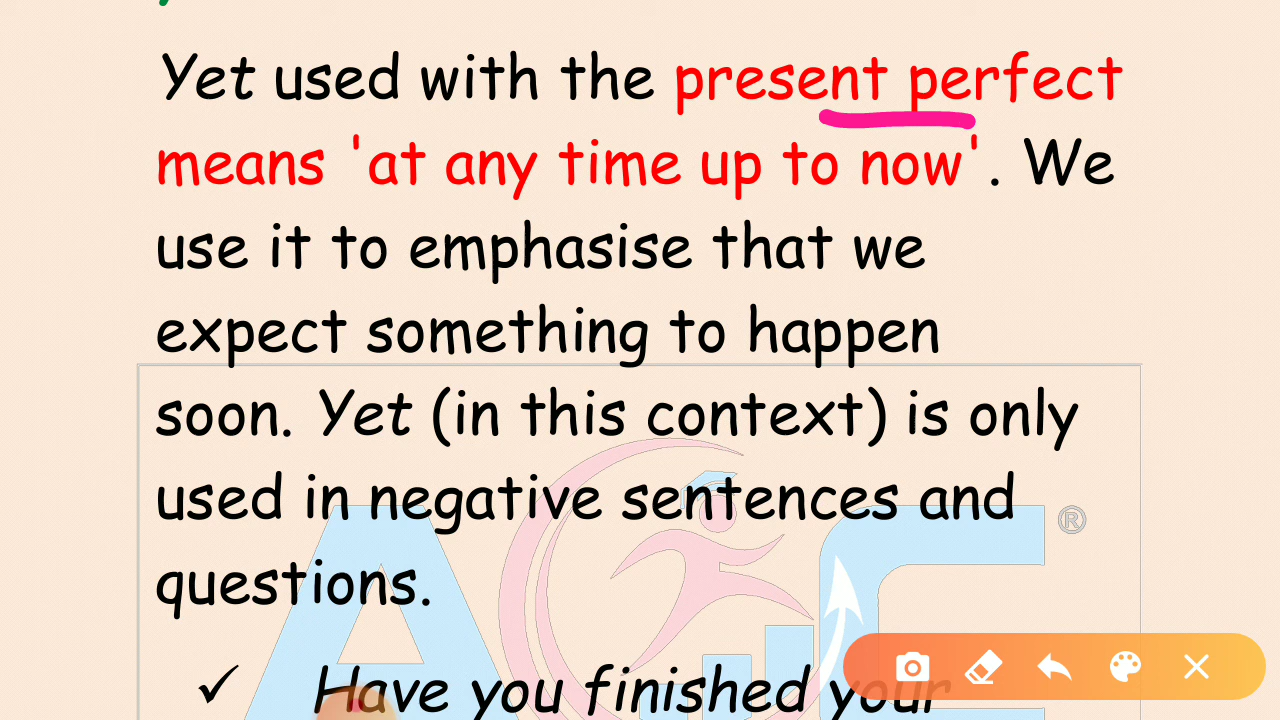 Yet used with the present perfect
means 'at any time up to now'. We
use it to emphasise that we
expect something to happen
soon. Yet (in this context) is only
used in negative sentences and
questions.
✓ Have you finished your
®